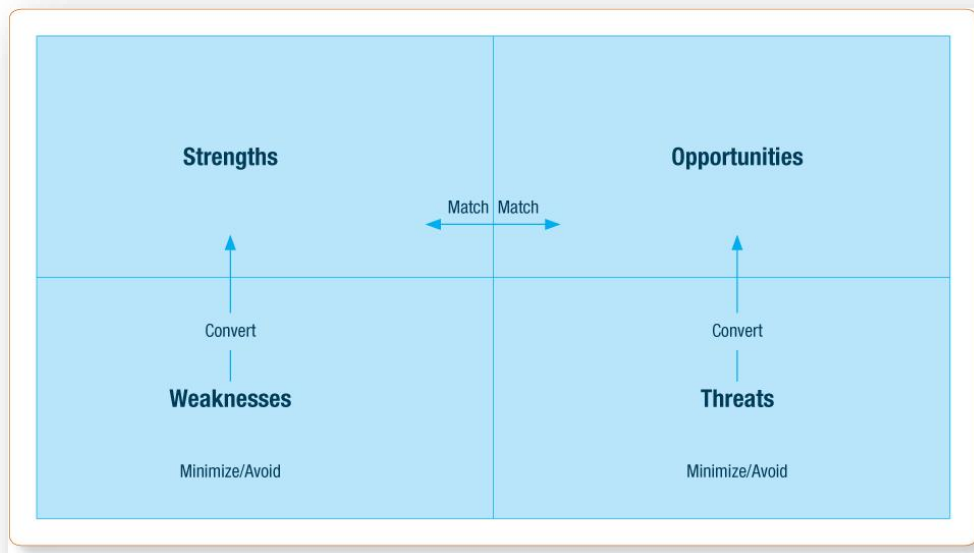 Strengths
Opportunities
Match Match
Convert
Convert
Weaknesses
Threats
Minimize/Avoid
Minimize/Avoid